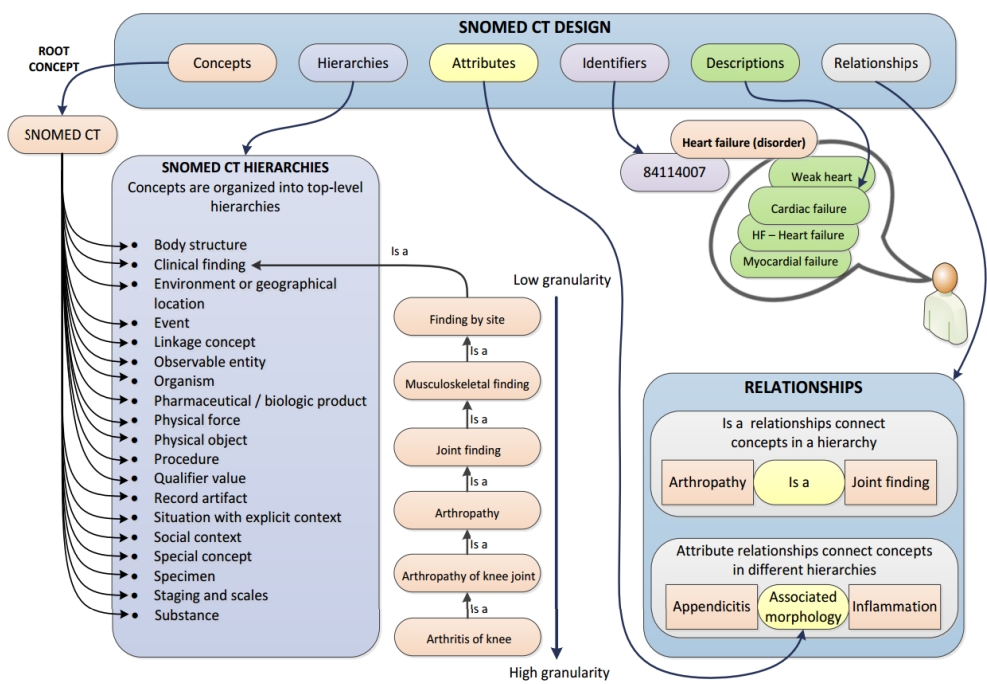 SNOMED CT DESIGN
ROOT
CONCEPT
Concepts
Hierarchies
Attributes
Identifiers
Descriptions
Relationships
SNOMED CT
SNOMED CT HIERARCHIES
Concepts are organized into top-level
hierarchies
• Body structure
• Clinical finding
• Environment or geographical
location
• Event
• Linkage concept
• Observable entity
• Organism
• Pharmaceutical / biologic product
• Physical force
• Physical object
• Procedure
• Qualifier value
• Record artifact
• Situation with explicit context
• Social context
• Special concept
• Specimen
• Staging and scales
• Substance
Is a
Finding by site
Is a
Musculoskeletal finding
Is a
Joint finding
Is a
Arthropathy
Is a
Arthropathy of knee joint
Is a
Arthritis of knee
Low granularity
High granularity
Heart failure (disorder)
84114007
Weak heart
Cardiac failure
HF – Heart failure
Myocardial failure
RELATIONSHIPS
Is a relationships connect
concepts in a hierarchy
Arthropathy
Is a
Joint finding
Attribute relationships connect concepts
in different hierarchies
Appendicitis
Associated
morphology
Inflammation